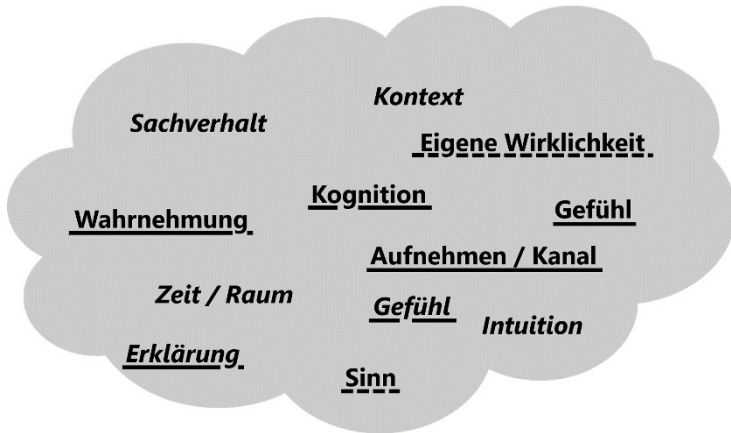 Kontext
Sachverhalt
Eigene Wirklichkeit
Kognition
Wahrnehmung
Gefühl
Aufnehmen / Kanal
Zeit / Raum
Gefühl
Intuition
Erklärung
Sinn